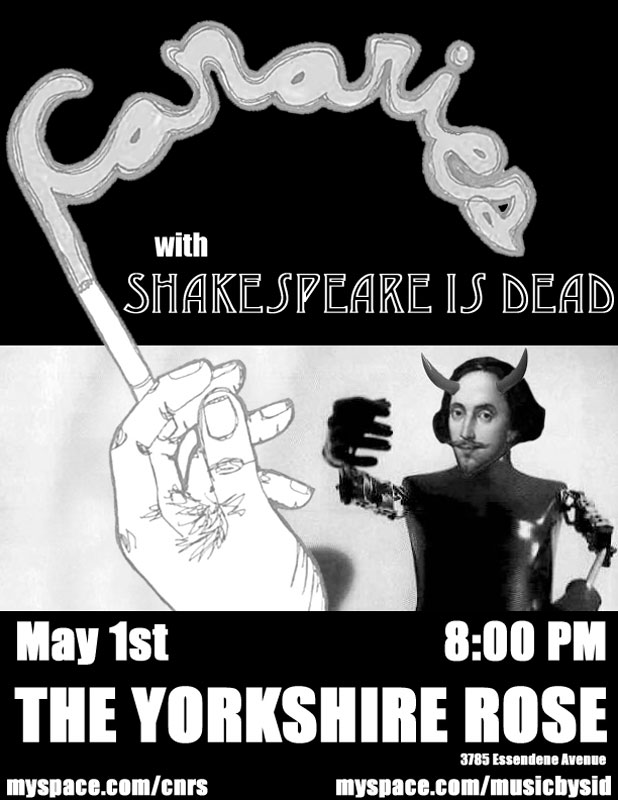 Canaries
with
SHAKESPEARE IS DEAD
May 1st
8:00 PM
THE YORKSHIRE ROSE
3785 Essendene Avenue
myspace.com/cnrs
myspace.com/musicbysid